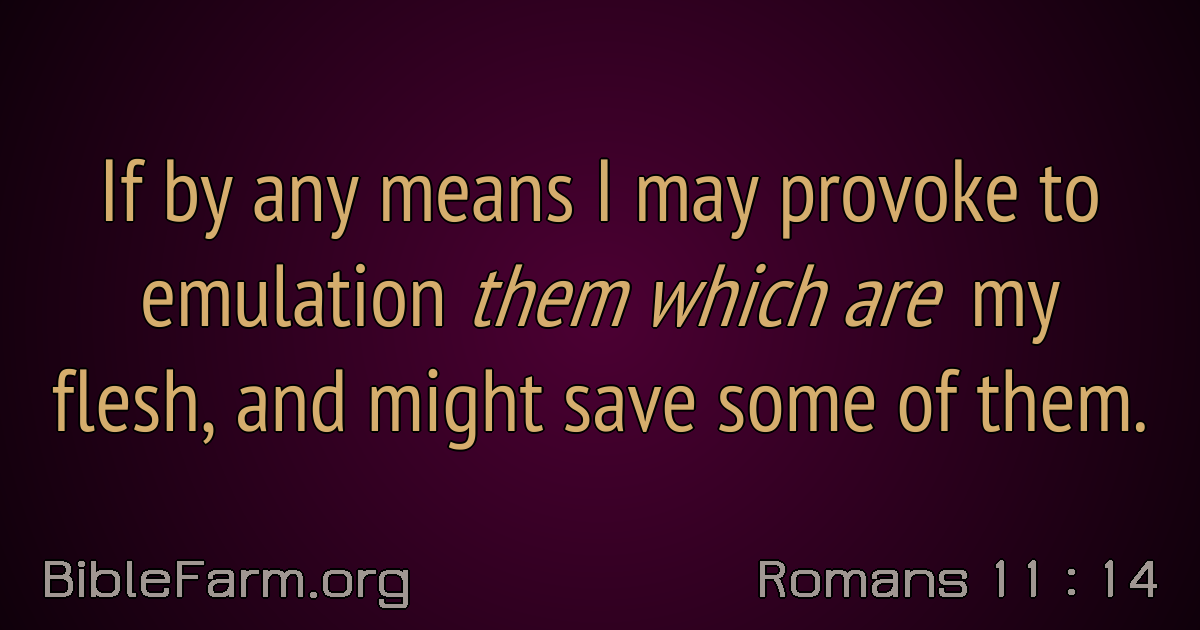 If by any means I may provoke to
emulation them which are my
flesh, and might save some of them.
BibleFarm.org
Romans 11 : 14